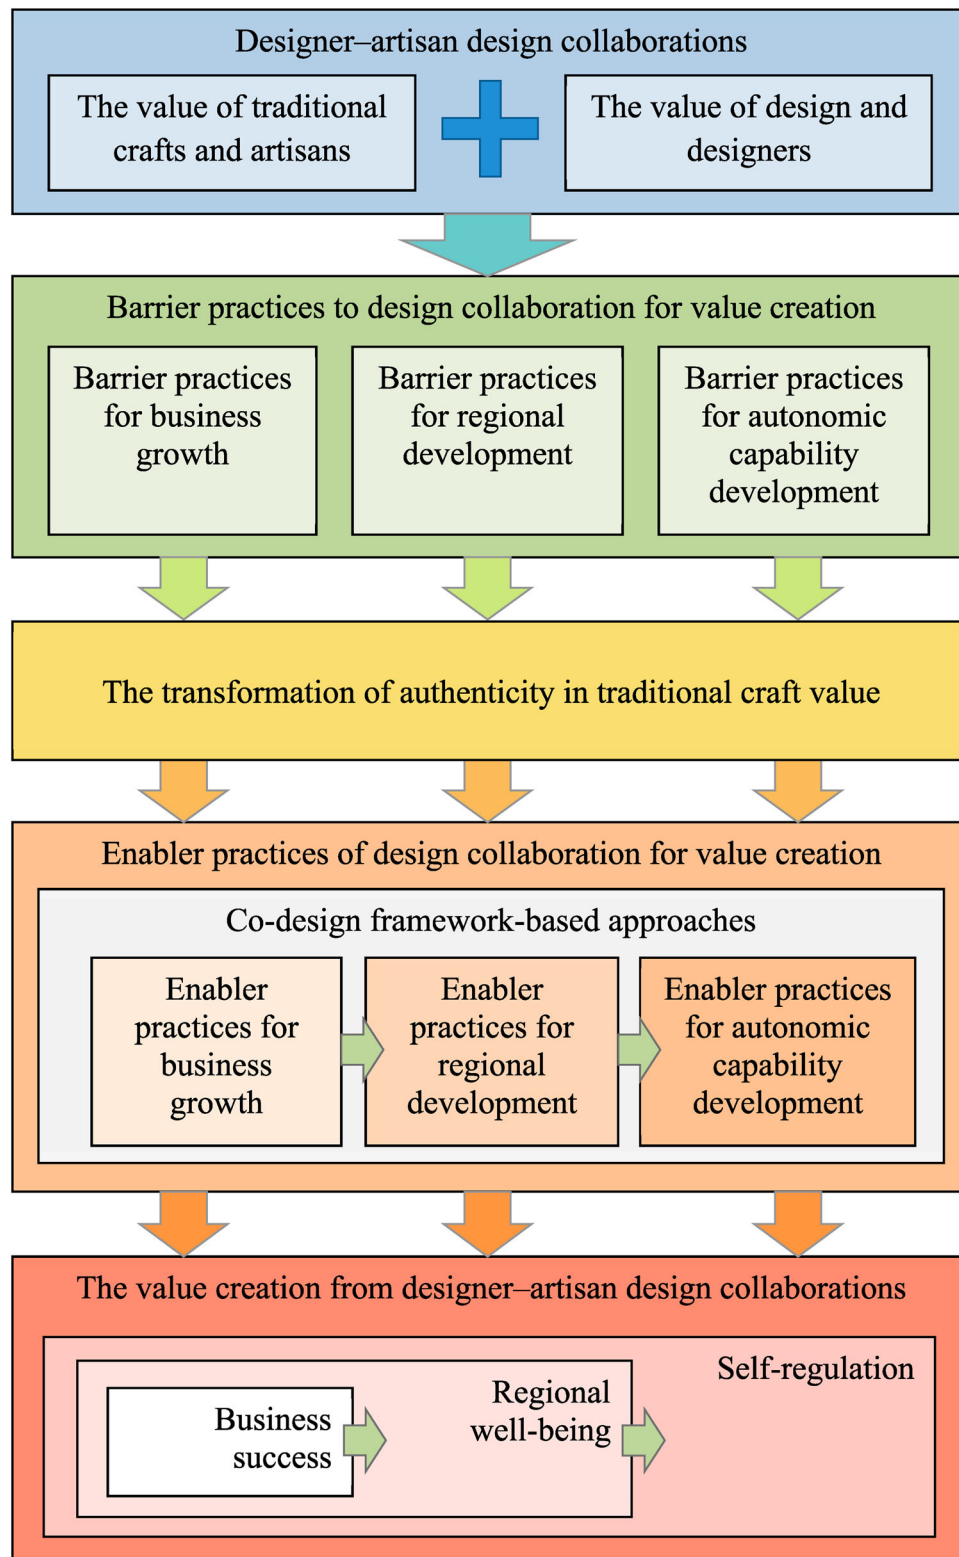 Designer–artisan design collaborations
The value of traditional
crafts and artisans
The value of design and
designers
Barrier practices to design collaboration for value creation
Barrier practices
for business
growth
Barrier practices
for regional
development
Barrier practices
for autonomic
capability
development
The transformation of authenticity in traditional craft value
Enabler practices of design collaboration for value creation
Co-design framework-based approaches
Enabler
practices for
business
growth
Enabler
practices for
regional
development
Enabler practices
for autonomic
capability
development
The value creation from designer–artisan design collaborations
Self-regulation
Regional
well-being
Business
success